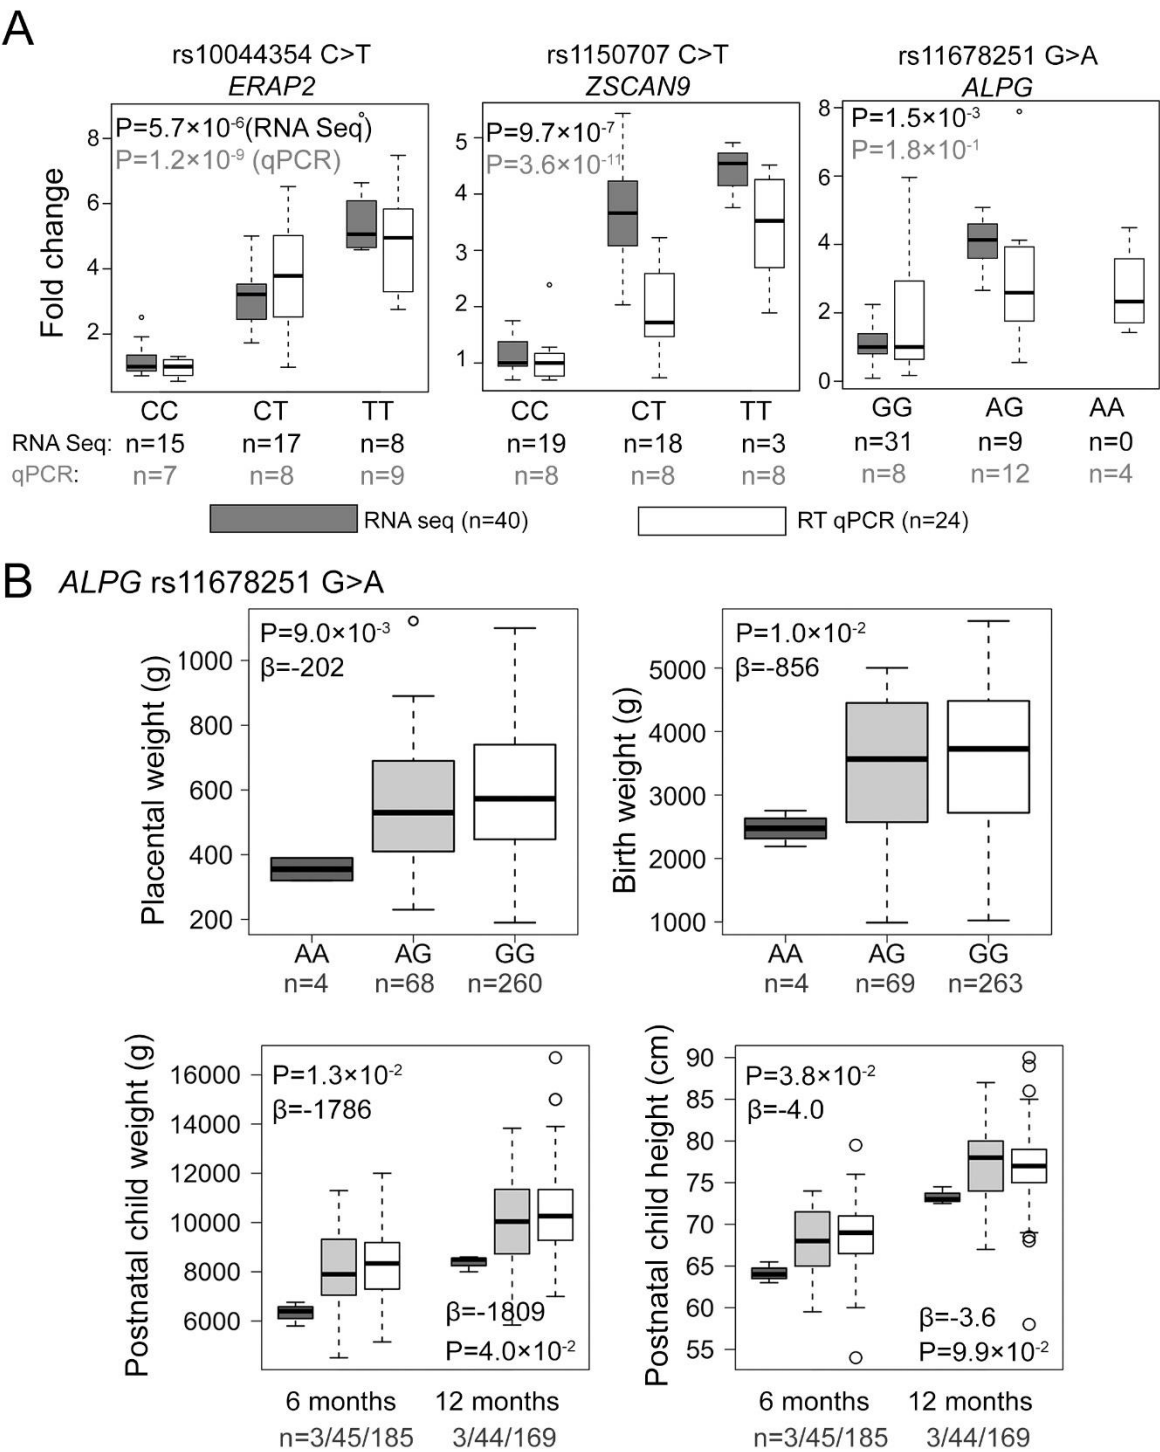 A
rs10044354 C>T
ERAP2
rs1150707 C>T
ZSCAN9
rs11678251 G>A
ALPG
Fold change
8
6
4
2
P=5.7×10⁻⁶(RNA Seq)
P=1.2×10⁻⁹ (qPCR)
5
4
3
2
1
P=9.7×10⁻⁷
P=3.6×10⁻¹¹
8
6
4
2
0
P=1.5×10⁻³
P=1.8×10⁻¹
CC CT TT CC CT TT GG AG AA
RNA Seq: n=15 n=17 n=8 n=19 n=18 n=3 n=31 n=9 n=0
qPCR: n=7 n=8 n=9 n=8 n=8 n=8 n=8 n=12 n=4
RNA seq (n=40) RT qPCR (n=24)
B ALPG rs11678251 G>A
Placental weight (g)
1000
800
600
400
200
P=9.0×10⁻³
β=-202
AA AG GG
n=4 n=68 n=260
Birth weight (g)
5000
4000
3000
2000
1000
P=1.0×10⁻²
β=-856
AA AG GG
n=4 n=69 n=263
Postnatal child weight (g)
16000
14000
12000
10000
8000
6000
P=1.3×10⁻²
β=-1786
β=-1809
P=4.0×10⁻²
6 months 12 months
n=3/45/185 3/44/169
Postnatal child height (cm)
90
85
80
75
70
65
60
55
P=3.8×10⁻²
β=-4.0
β=-3.6
P=9.9×10⁻²
6 months 12 months
n=3/45/185 3/44/169